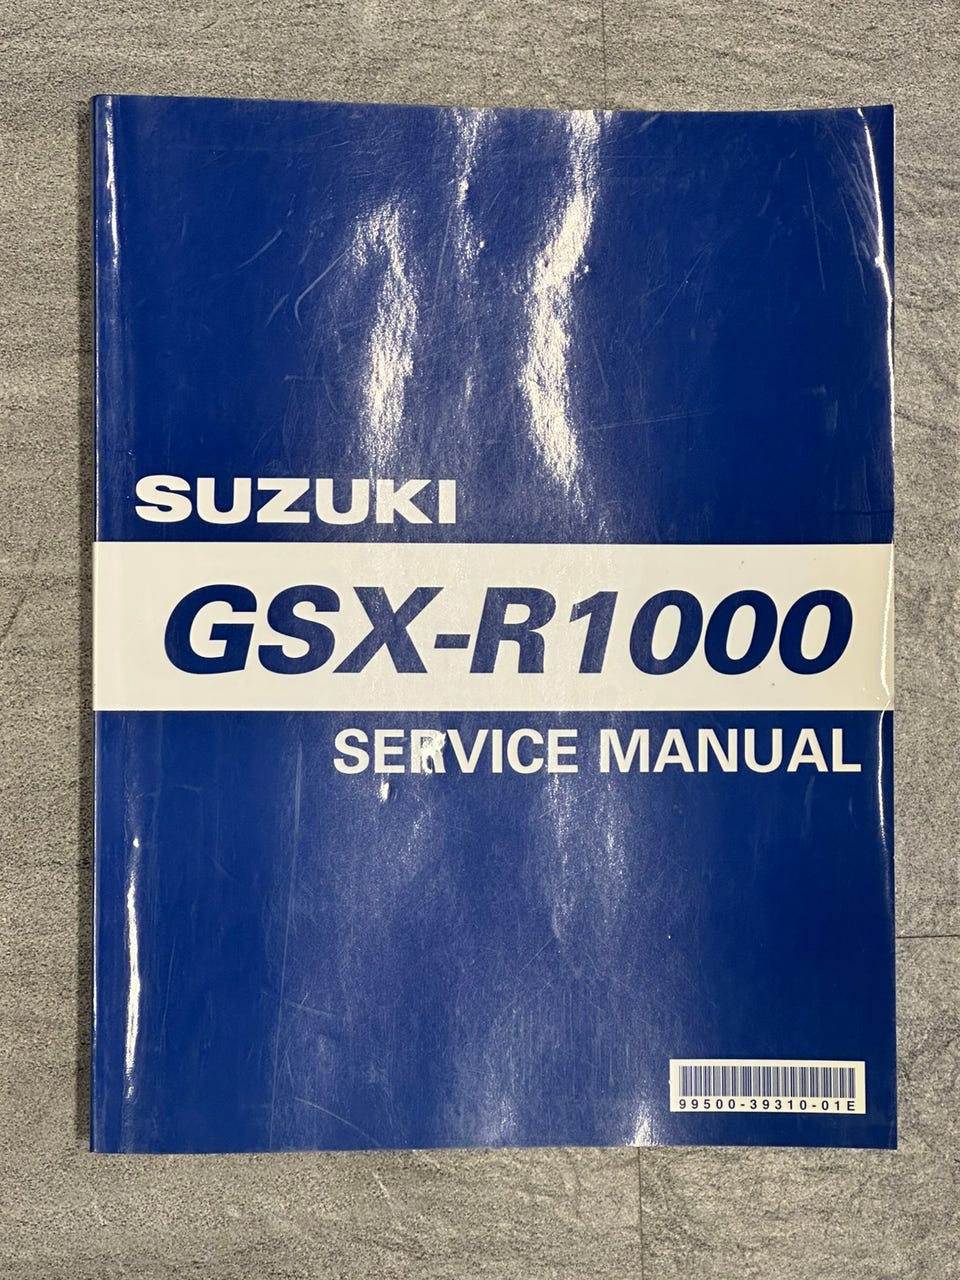 SUZUKI
GSX-R1000
SERVICE MANUAL
99500-39310-01E